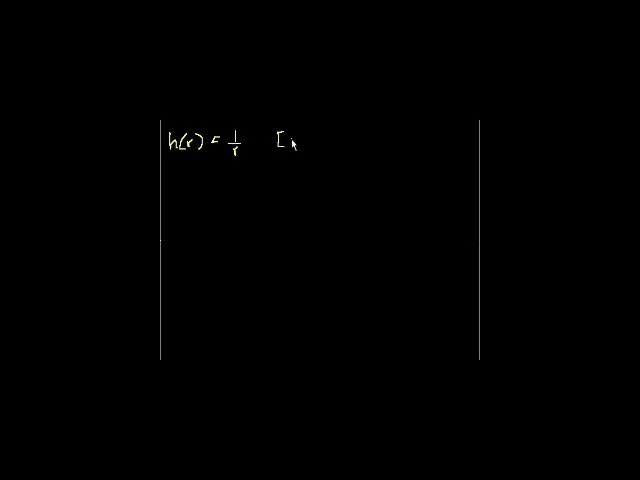 h(r) = 1/r [